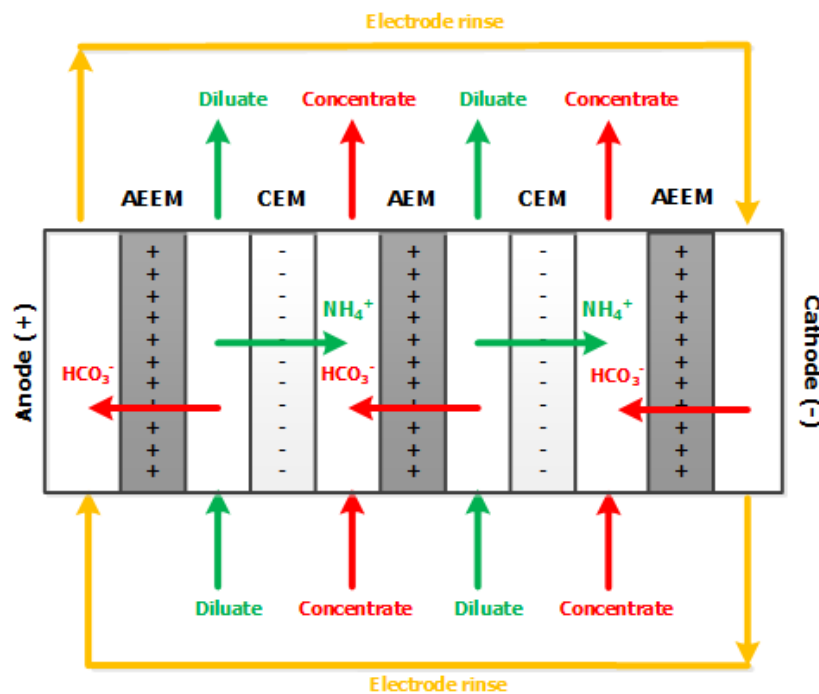 Electrode rinse
Diluate Concentrate Diluate Concentrate
AEEM CEM AEM CEM AEEM
+ - + - +
+ - + - +
+ - + - +
+ - + - +
NH₄⁺ NH₄⁺
+ - + - +
+ - + - +
HCO₃⁻ HCO₃⁻ HCO₃⁻
+ - + - +
+ - + - +
+ - + - +
+ - + - +
+ - + - +
Anode (+)
Cathode (-)
Diluate Concentrate Diluate Concentrate
Electrode rinse